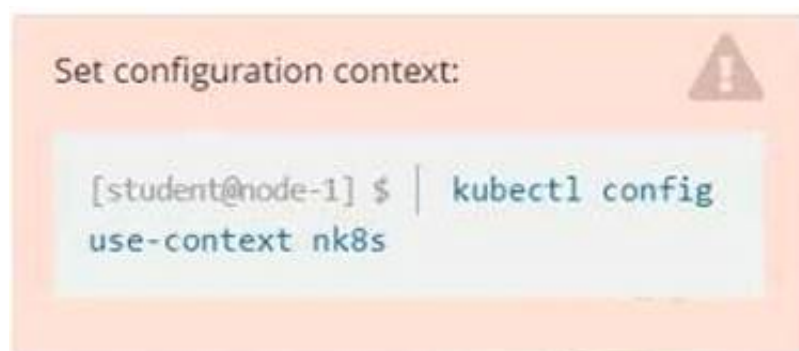 Set configuration context:
[student@node-1] $ | kubectl config
use-context nk8s